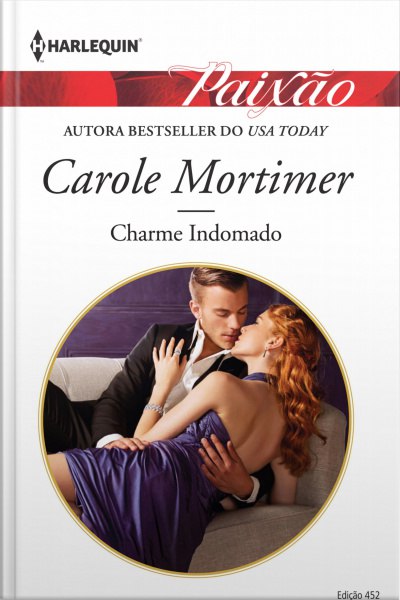 HARLEQUIN®
Paixão
AUTORA BESTSELLER DO USA TODAY
Carole Mortimer
Charme Indomado
Edição 452